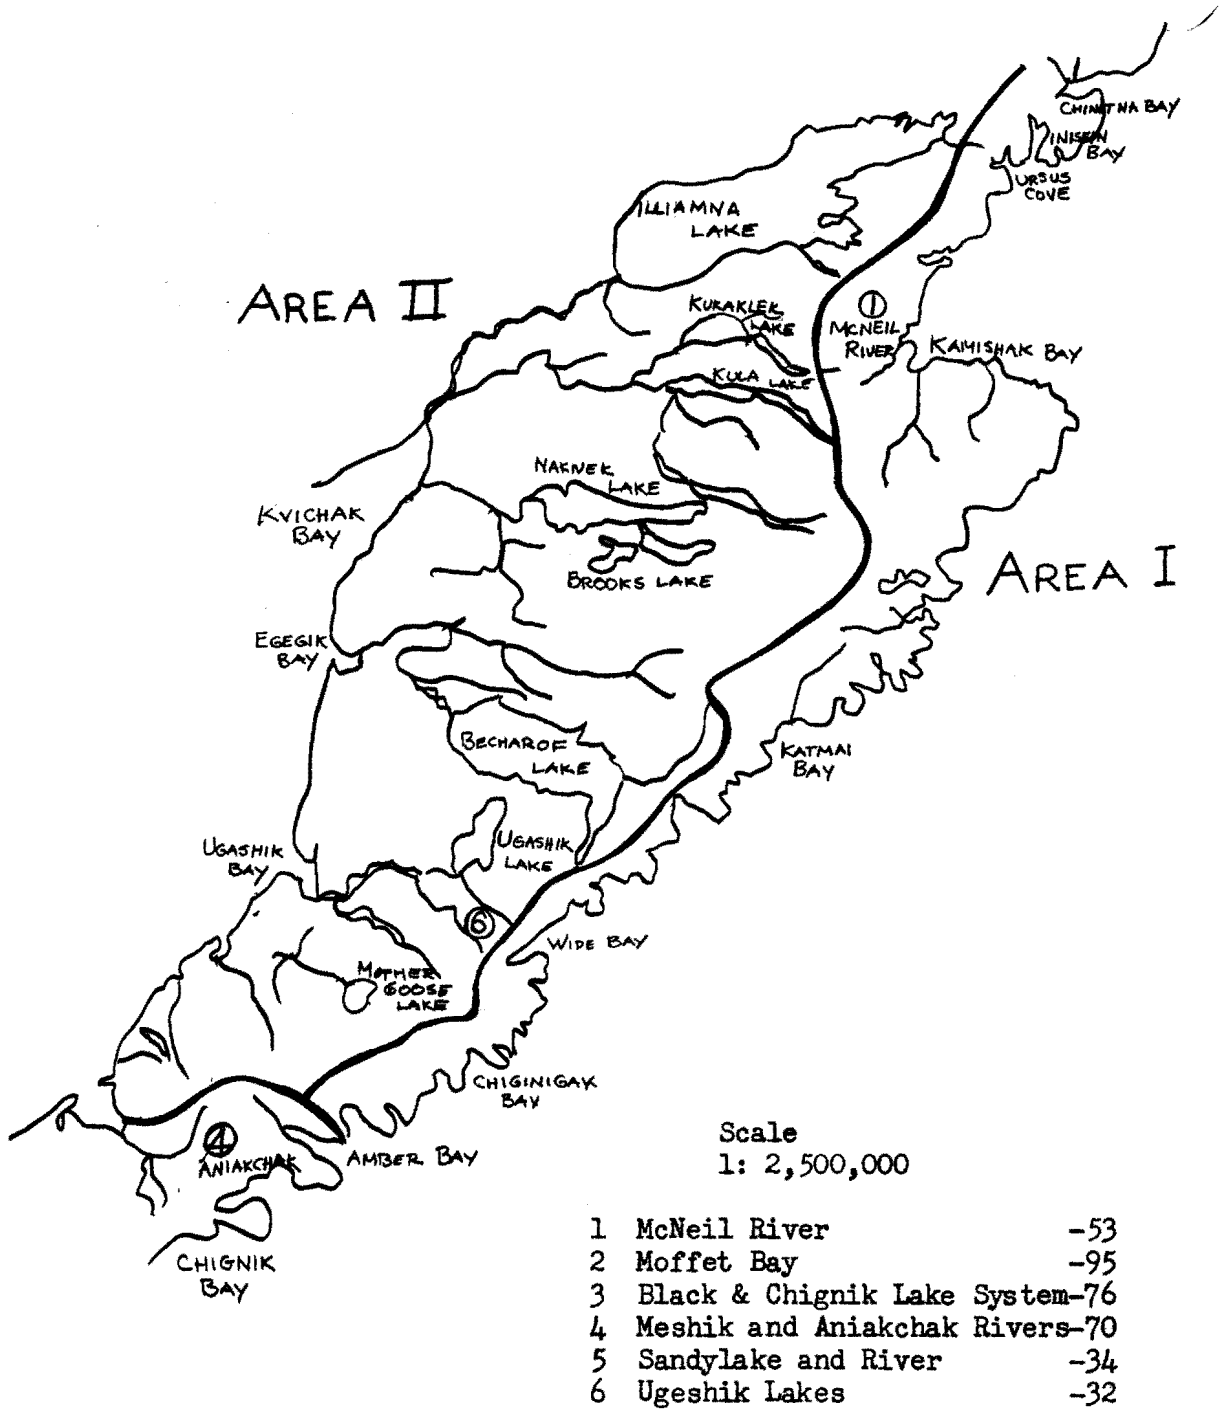 CHINITNA BAY
INISKIN
BAY
URSUS
COVE
ILLIAMNA
LAKE
AREA II
KUKAKLEK
LAKE
①
MCNEIL
RIVER
KAMISHAK BAY
KULA LAKE
NAKNEK
LAKE
KVICHAK
BAY
BROOKS LAKE
AREA I
EGEGIK
BAY
BECHAROF
LAKE
KATMAI
BAY
UGASHIK
LAKE
UGASHIK
BAY
⑥
WIDE BAY
MOTHER
GOOSE
LAKE
CHIGINIGAK
BAY
④
ANIAKCHAK
AMBER BAY
CHIGNIK
BAY
Scale
1: 2,500,000
1 McNeil River -53
2 Moffet Bay -95
3 Black & Chignik Lake System-76
4 Meshik and Aniakchak Rivers-70
5 Sandylake and River -34
6 Ugeshik Lakes -32